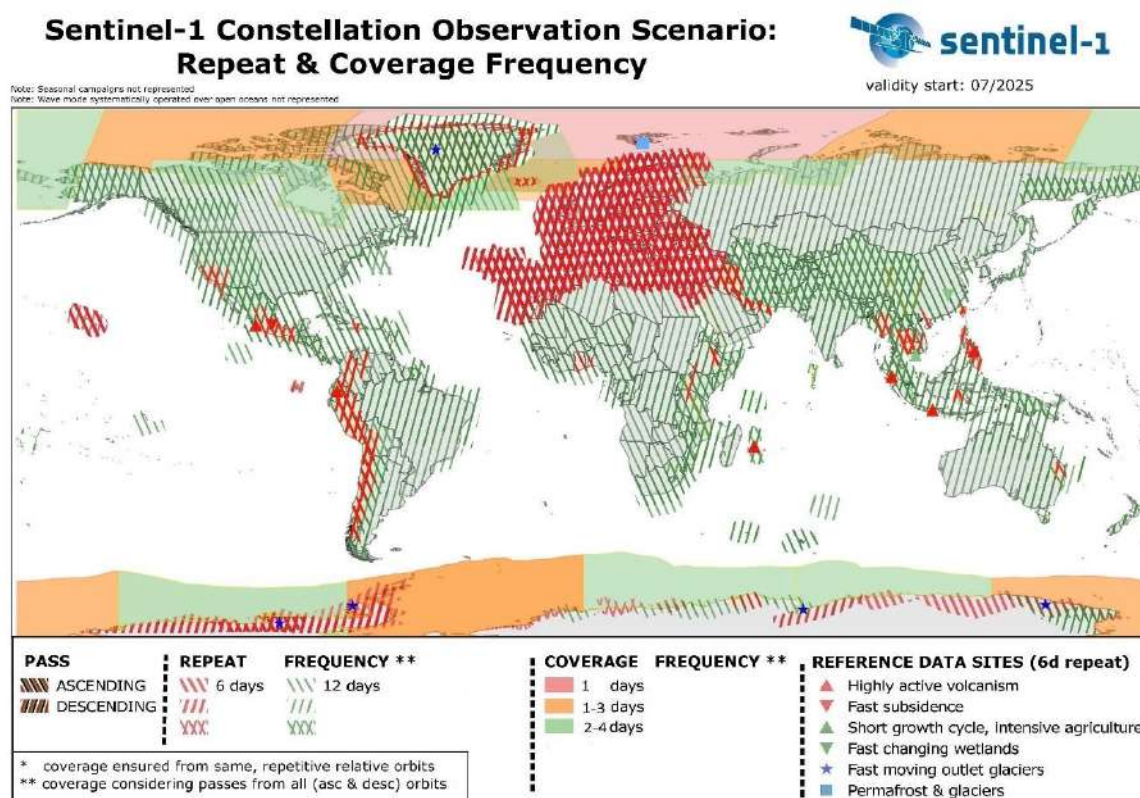 Sentinel-1 Constellation Observation Scenario:
Repeat & Coverage Frequency
sentinel-1
validity start: 07/2025
Note: Seasonal campaigns not represented
Note: Wave mode systematically operated over open oceans not represented
PASS
ASCENDING
DESCENDING
REPEAT FREQUENCY **
6 days 12 days
COVERAGE FREQUENCY **
1 days
1-3 days
2-4 days
REFERENCE DATA SITES (6d repeat)
Highly active volcanism
Fast subsidence
Short growth cycle, intensive agriculture
Fast changing wetlands
Fast moving outlet glaciers
Permafrost & glaciers
* coverage ensured from same, repetitive relative orbits
** coverage considering passes from all (asc & desc) orbits